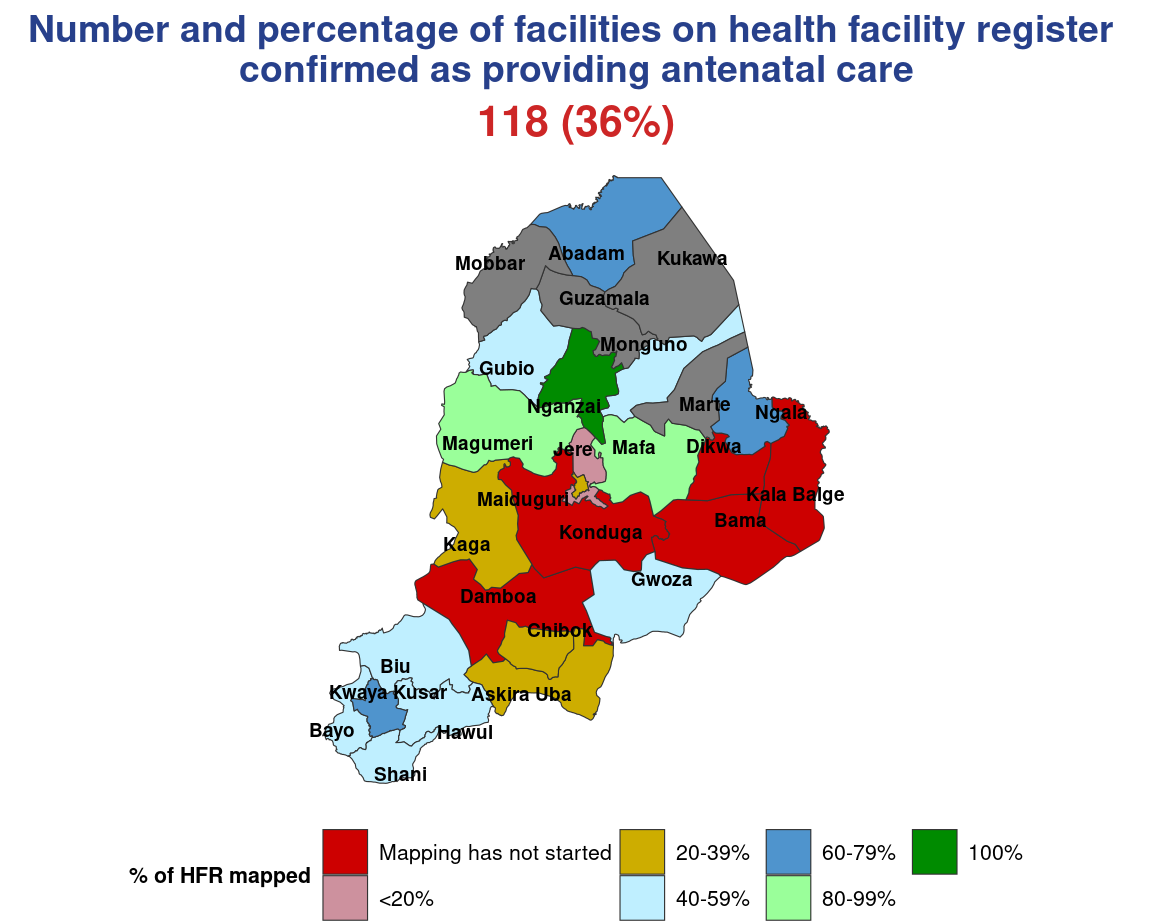 Number and percentage of facilities on health facility register
confirmed as providing antenatal care
118 (36%)
Abadam
Kukawa
Mobbar
Guzamala
Monguno
Gubio
Nganzai
Marte
Ngala
Magumeri
Jere
Mafa
Dikwa
Maiduguri
Kala Balge
Konduga
Bama
Kaga
Gwoza
Damboa
Chibok
Biu
Kwaya Kusar
Askira Uba
Bayo
Hawul
Shani
% of HFR mapped
Mapping has not started
<20%
20-39%
40-59%
60-79%
80-99%
100%